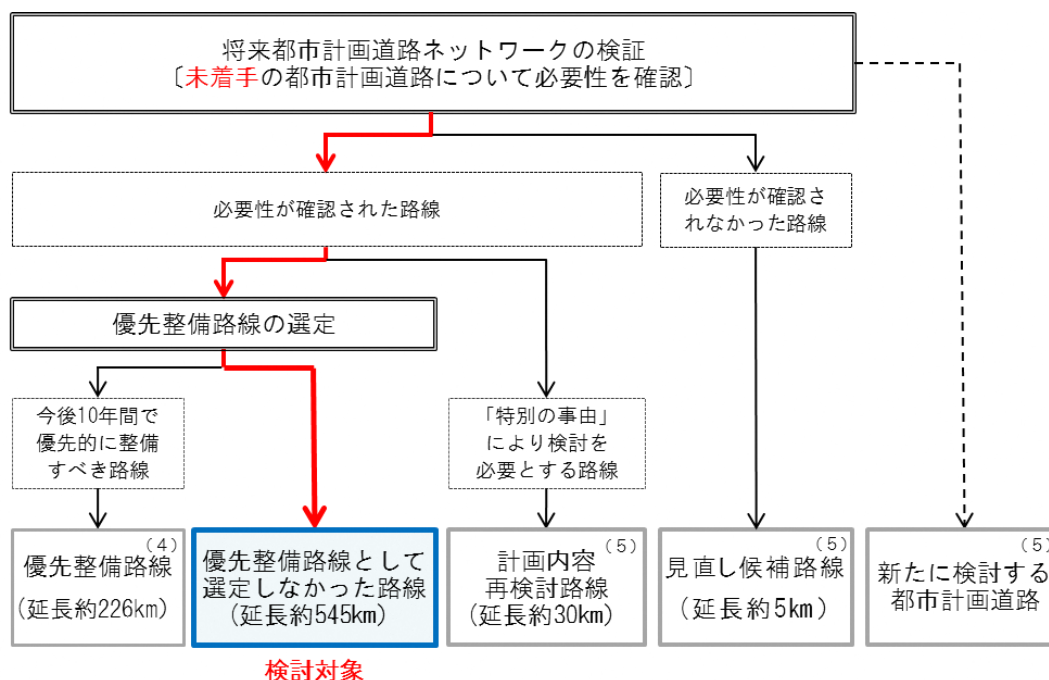 将来都市計画道路ネットワークの検証
〔未着手の都市計画道路について必要性を確認〕
必要性が確認された路線
必要性が確認さ
れなかった路線
優先整備路線の選定
今後10年間で
優先的に整備
すべき路線
「特別の事由」
により検討を
必要とする路線
(4)
優先整備路線
(延長約226km)
優先整備路線として
選定しなかった路線
(延長約545km)
(5)
計画内容
再検討路線
(延長約30km)
(5)
見直し候補路線
(延長約5km)
(5)
新たに検討する
都市計画道路
検討対象